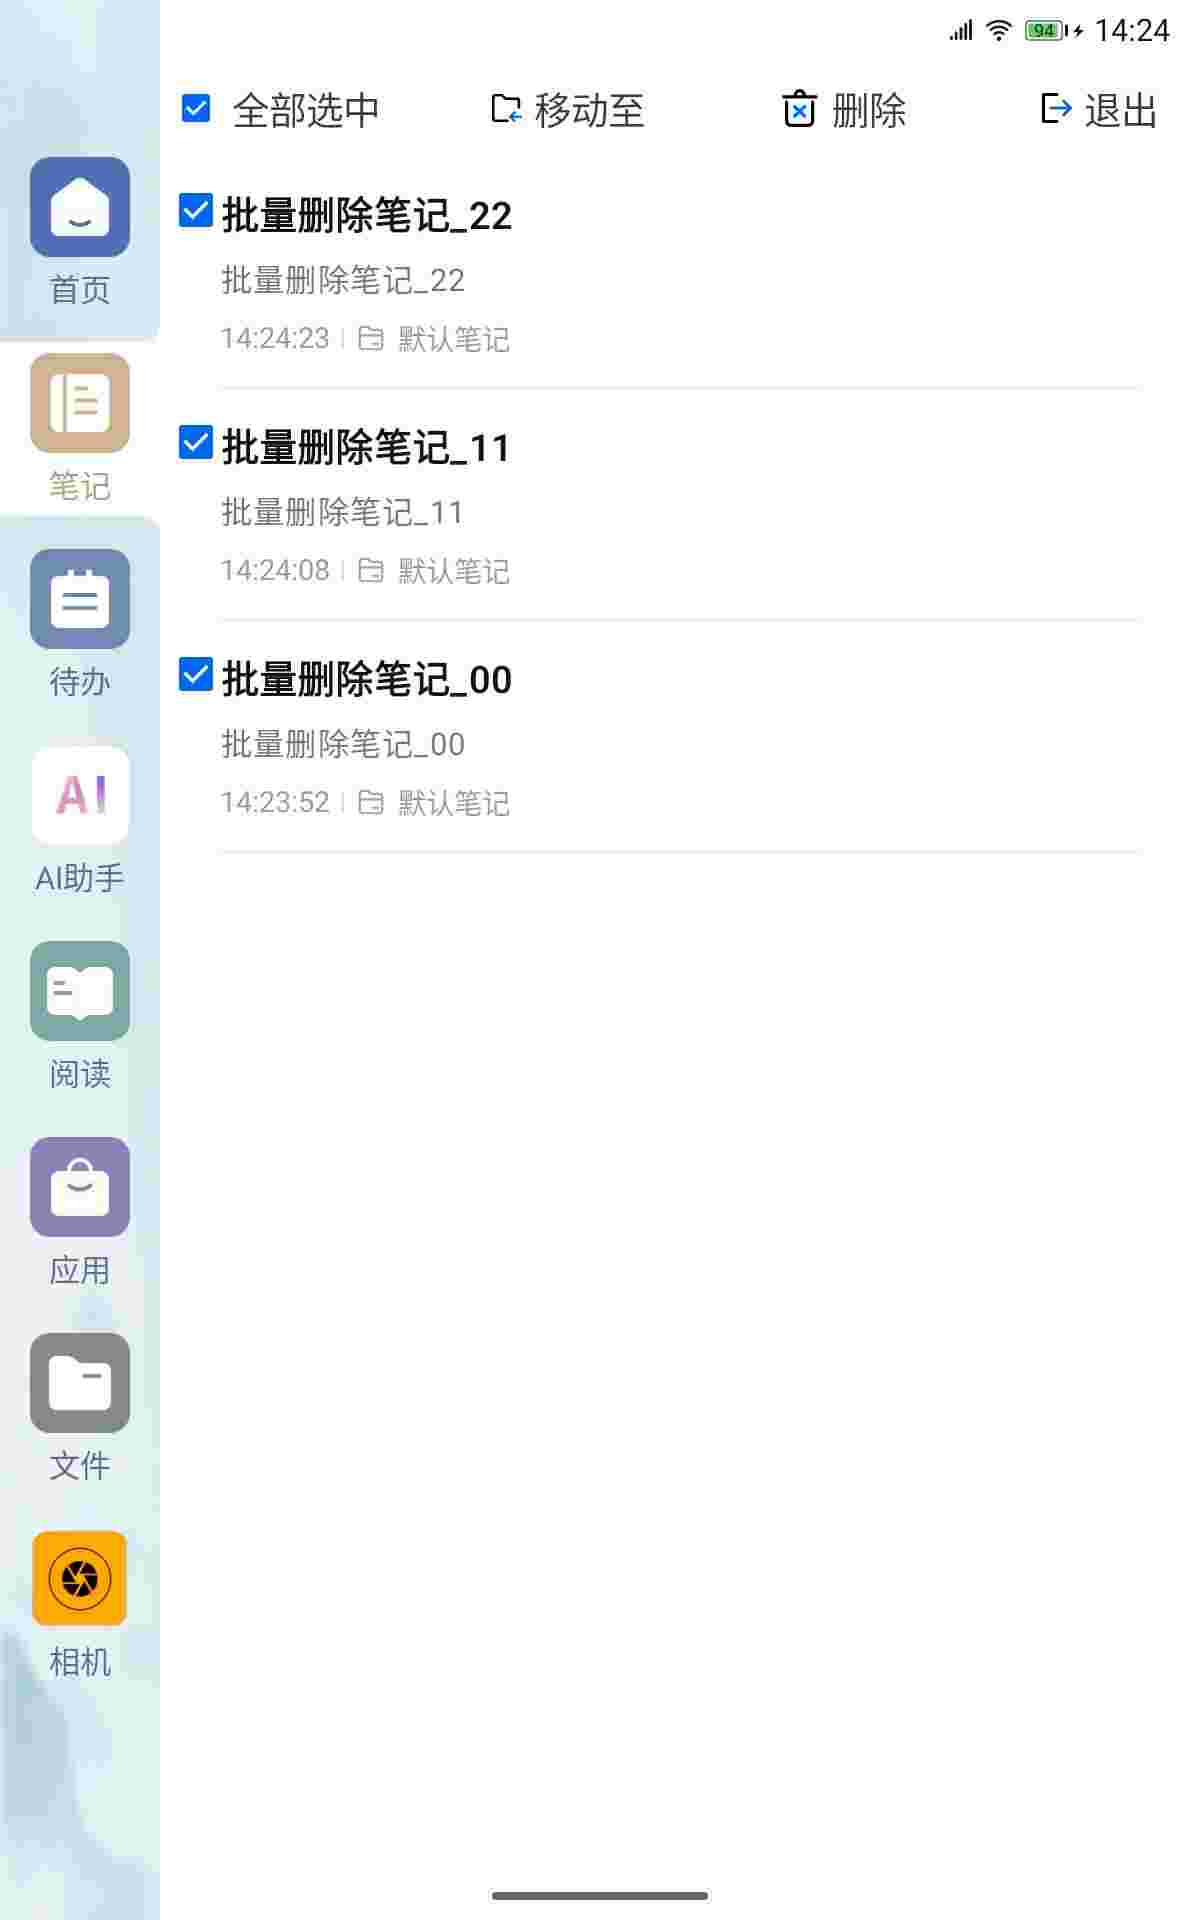 94 14:24
全部选中 移动至 删除 退出
首页
笔记
待办
AI
AI助手
阅读
应用
文件
相机
批量删除笔记_22
批量删除笔记_22
14:24:23 默认笔记
批量删除笔记_11
批量删除笔记_11
14:24:08 默认笔记
批量删除笔记_00
批量删除笔记_00
14:23:52 默认笔记